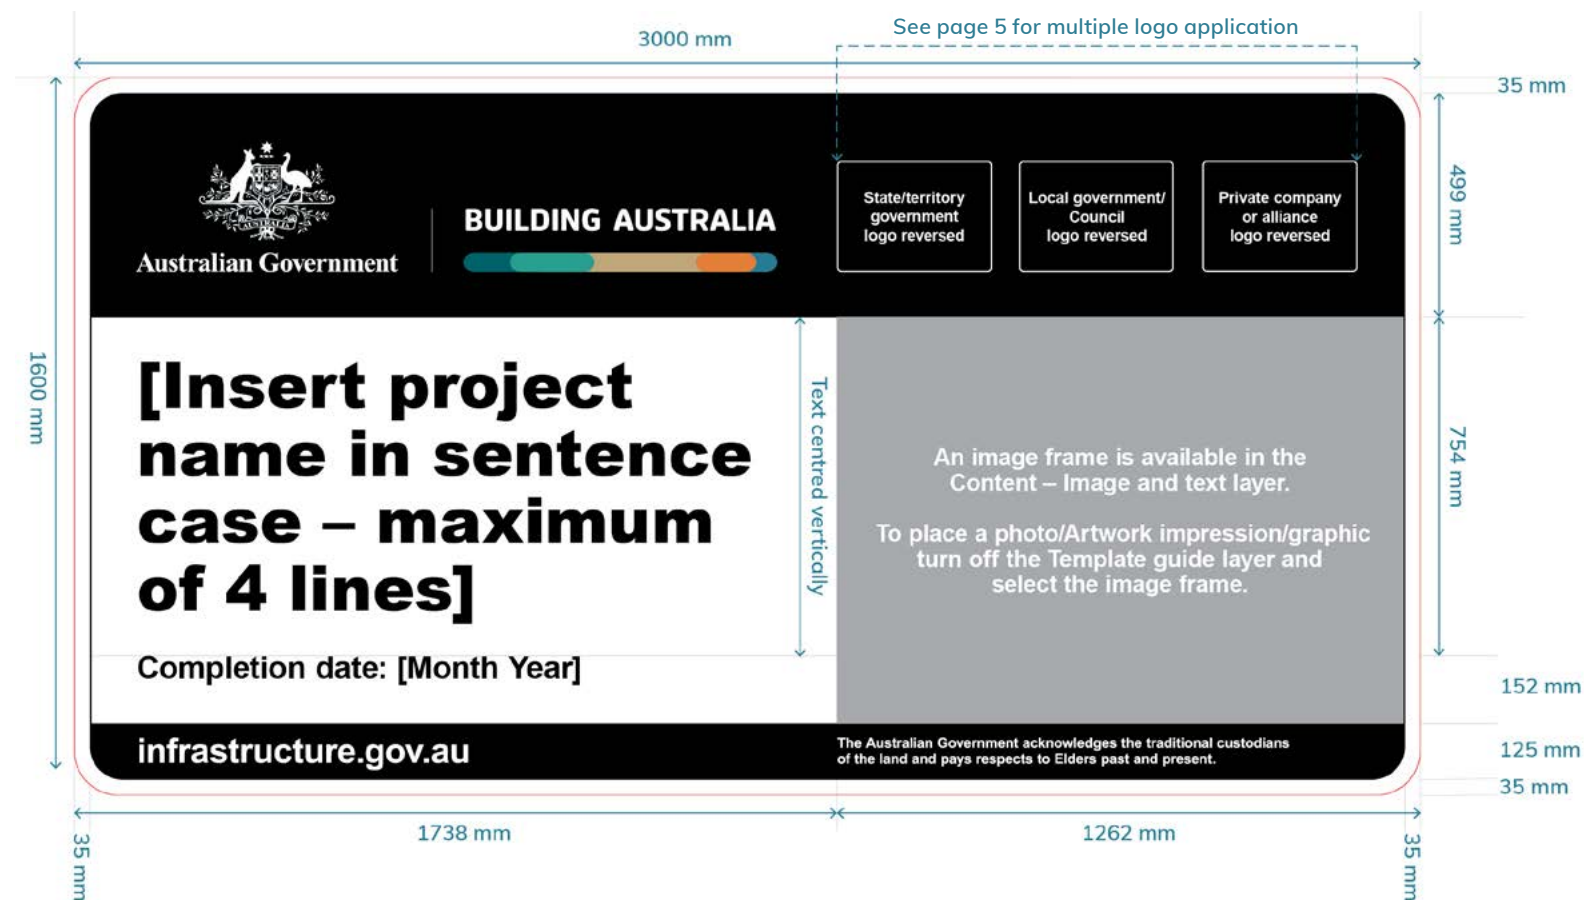 See page 5 for multiple logo application
3000 mm
35 mm
Australian Government
BUILDING AUSTRALIA
State/territory
government
logo reversed
Local government/
Council
logo reversed
Private company
or alliance
logo reversed
499 mm
1600 mm
[Insert project
name in sentence
case – maximum
of 4 lines]
Text centred vertically
An image frame is available in the
Content – Image and text layer.
To place a photo/Artwork impression/graphic
turn off the Template guide layer and
select the image frame.
754 mm
Completion date: [Month Year]
152 mm
infrastructure.gov.au
The Australian Government acknowledges the traditional custodians
of the land and pays respects to Elders past and present.
125 mm
35 mm
1738 mm
1262 mm
35 mm
35 mm